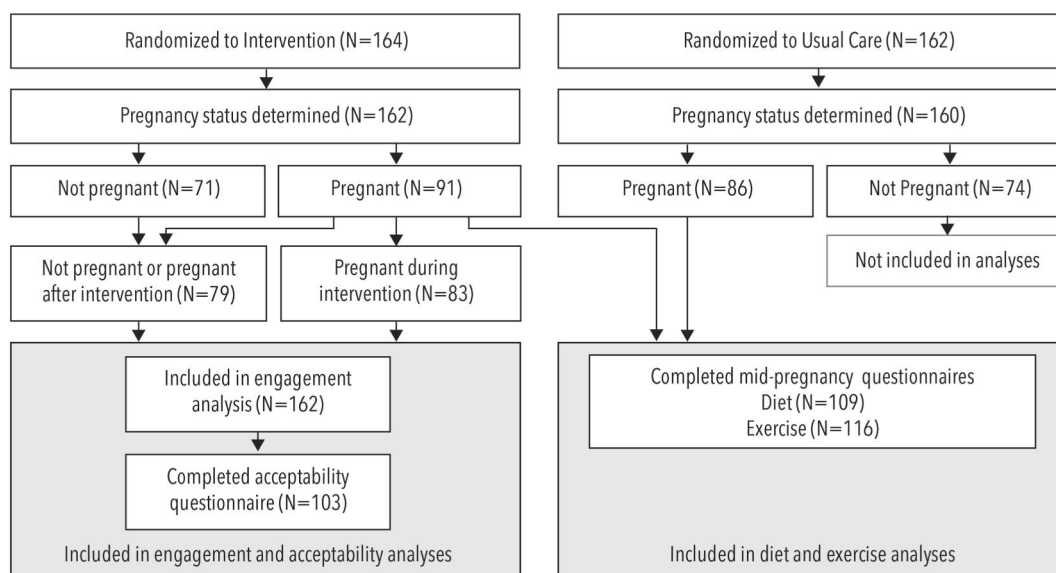 Randomized to Intervention (N=164)
Randomized to Usual Care (N=162)
Pregnancy status determined (N=162)
Pregnancy status determined (N=160)
Not pregnant (N=71)
Pregnant (N=91)
Pregnant (N=86)
Not Pregnant (N=74)
Not pregnant or pregnant
after intervention (N=79)
Pregnant during
intervention (N=83)
Not included in analyses
Included in engagement
analysis (N=162)
Completed acceptability
questionnaire (N=103)
Included in engagement and acceptability analyses
Completed mid-pregnancy questionnaires
Diet (N=109)
Exercise (N=116)
Included in diet and exercise analyses